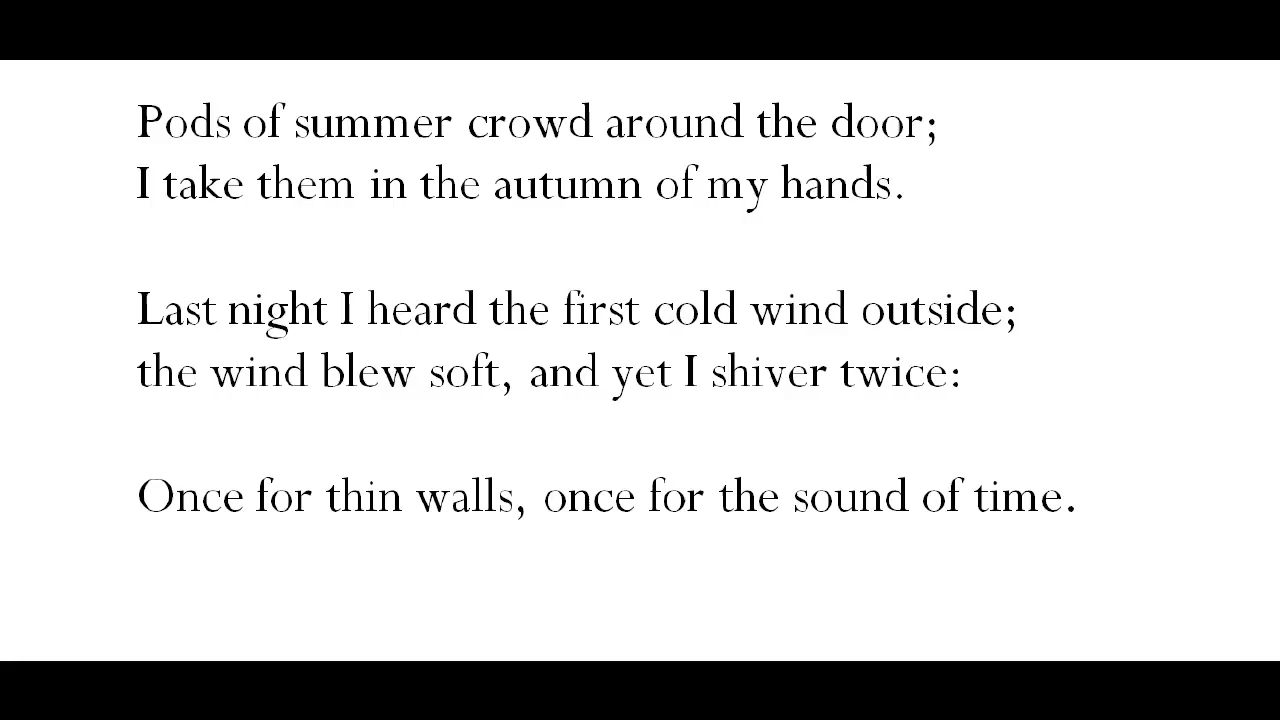 Pods of summer crowd around the door;
I take them in the autumn of my hands.
Last night I heard the first cold wind outside;
the wind blew soft, and yet I shiver twice:
Once for thin walls, once for the sound of time.